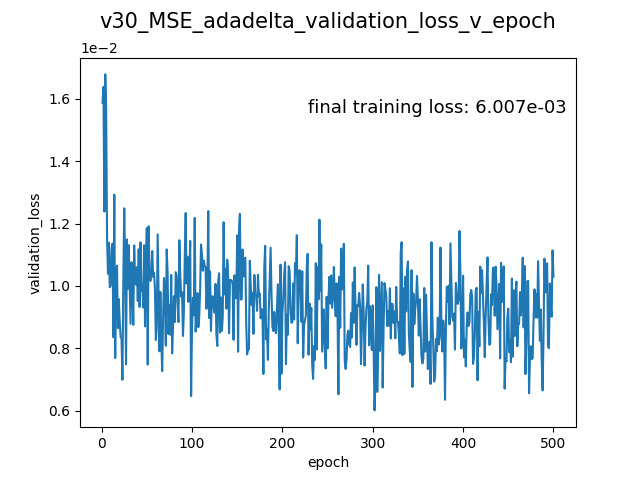 v30_MSE_adadelta_validation_loss_v_epoch
1e−2
final training loss: 6.007e-03
1.6
1.4
1.2
1.0
0.8
0.6
validation_loss
0 100 200 300 400 500
epoch